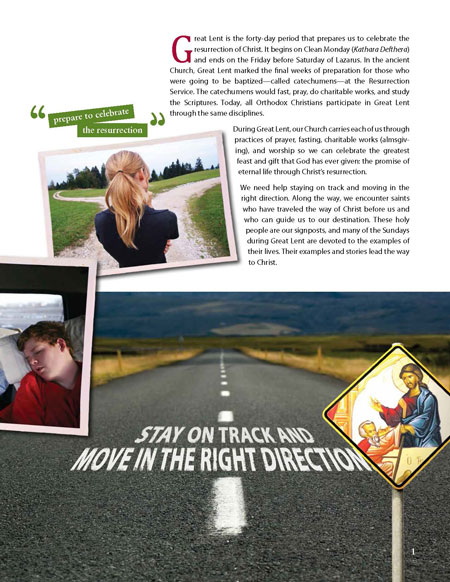 Great Lent is the forty-day period that prepares us to celebrate the
resurrection of Christ. It begins on Clean Monday (Kathara Defthera)
and ends on the Friday before Saturday of Lazarus. In the ancient
Church, Great Lent marked the final weeks of preparation for those who
were going to be baptized—called catechumens—at the Resurrection
Service. The catechumens would fast, pray, do charitable works, and study
the Scriptures. Today, all Orthodox Christians participate in Great Lent
through the same disciplines.
“prepare to celebrate
the resurrection”
During Great Lent, our Church carries each of us through
practices of prayer, fasting, charitable works (almsgiv-
ing), and worship so we can celebrate the greatest
feast and gift that God has ever given: the promise of
eternal life through Christ’s resurrection.
We need help staying on track and moving in the
right direction. Along the way, we encounter saints
who have traveled the way of Christ before us and
who can guide us to our destination. These holy
people are our signposts, and many of the Sundays
during Great Lent are devoted to the examples of
their lives. Their examples and stories lead the way
to Christ.
STAY ON TRACK AND
MOVE IN THE RIGHT DIRECTION
1